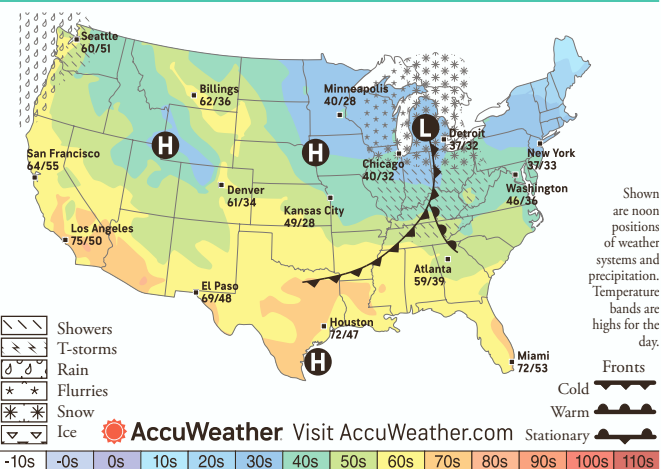 Seattle
60/51
Billings
62/36
Minneapolis
40/28
H
H
L
Detroit
37/32
San Francisco
64/55
Chicago
40/32
New York
37/33
Denver
61/34
Washington
46/36
Kansas City
49/28
Los Angeles
75/50
Atlanta
59/39
El Paso
69/48
Houston
72/47
H
Miami
72/53
Shown
are noon
positions
of weather
systems and
precipitation.
Temperature
bands are
highs for the
day.
Showers
T-storms
Rain
Flurries
Snow
Ice
Fronts
Cold
Warm
Stationary
AccuWeather Visit AccuWeather.com
-10s -0s 0s 10s 20s 30s 40s 50s 60s 70s 80s 90s 100s 110s